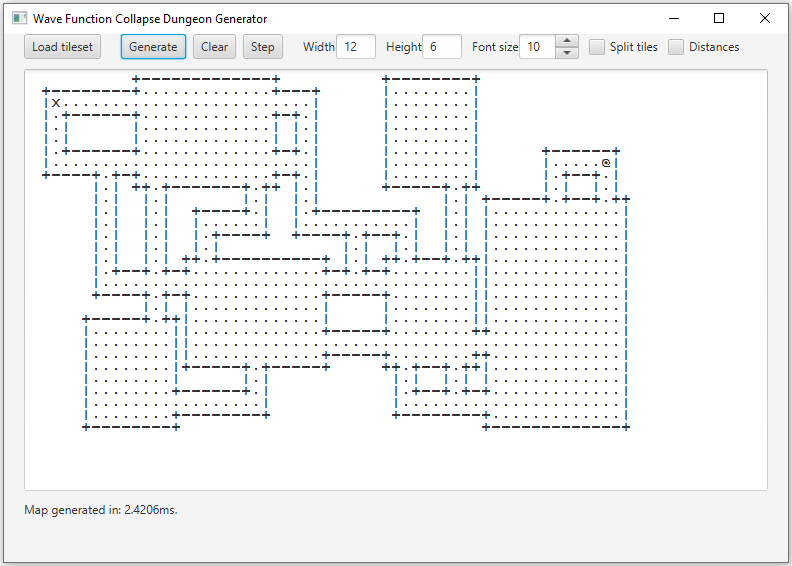 Wave Function Collapse Dungeon Generator
Load tileset Generate Clear Step Width 12 Height 6 Font size 10 Split tiles Distances
x
@
Map generated in: 2.4206ms.